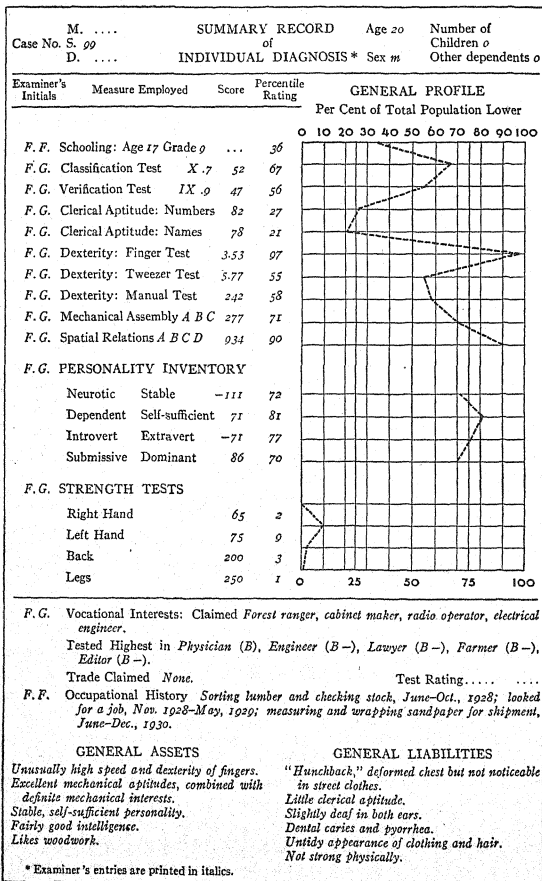 M. .... SUMMARY RECORD Age 20 Number of
Case No. S. 99 of Children 0
D. .... INDIVIDUAL DIAGNOSIS* Sex m Other dependents 0
Examiner's Initials Measure Employed Score Percentile Rating GENERAL PROFILE
Per Cent of Total Population Lower
0 10 20 30 40 50 60 70 80 90 100
F. F. Schooling: Age 17 Grade 9 ... 36
F. G. Classification Test X .7 52 67
F. G. Verification Test IX .9 47 56
F. G. Clerical Aptitude: Numbers 82 27
F. G. Clerical Aptitude: Names 78 21
F. G. Dexterity: Finger Test 3.53 97
F. G. Dexterity: Tweezer Test 5.77 55
F. G. Dexterity: Manual Test 242 58
F. G. Mechanical Assembly A B C 277 71
F. G. Spatial Relations A B C D 934 90
F. G. PERSONALITY INVENTORY
Neurotic Stable −111 72
Dependent Self-sufficient 71 81
Introvert Extravert −71 77
Submissive Dominant 86 70
F. G. STRENGTH TESTS
Right Hand 65 2
Left Hand 75 9
Back 200 3
Legs 250 1
0 25 50 75 100
F. G. Vocational Interests: Claimed Forest ranger, cabinet maker, radio operator, electrical
engineer.
Tested Highest in Physician (B), Engineer (B−), Lawyer (B−), Farmer (B−),
Editor (B−).
Trade Claimed None. Test Rating..... ....
F. F. Occupational History Sorting lumber and checking stock, June–Oct., 1928; looked
for a job, Nov. 1928–May, 1929; measuring and wrapping sandpaper for shipment,
June–Dec., 1930.
GENERAL ASSETS
Unusually high speed and dexterity of fingers.
Excellent mechanical aptitudes, combined with
definite mechanical interests.
Stable, self-sufficient personality.
Fairly good intelligence.
Likes woodwork.
GENERAL LIABILITIES
"Hunchback," deformed chest but not noticeable
in street clothes.
Little clerical aptitude.
Slightly deaf in both ears.
Dental caries and pyorrhea.
Untidy appearance of clothing and hair.
Not strong physically.
* Examiner's entries are printed in italics.